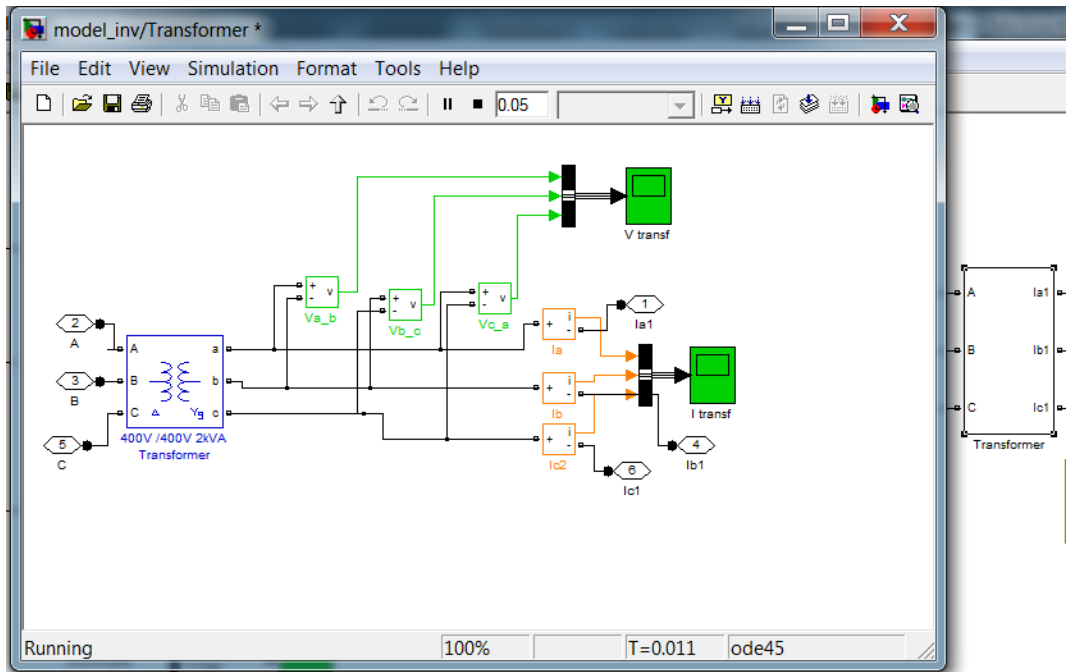 model_inv/Transformer *
File Edit View Simulation Format Tools Help
0.05
V transf
+ v
-
Va_b
+ v
-
Vb_c
+ v
-
Vc_a
2
A
3
B
5
C
A a
B b
C Δ Yg c
400V /400V 2kVA
Transformer
+ i
-
Ia
+ i
-
Ib
+ i
-
Ic2
1
Ia1
I transf
4
Ib1
6
Ic1
A Ia1
B Ib1
C Ic1
Transformer
Running 100% T=0.011 ode45